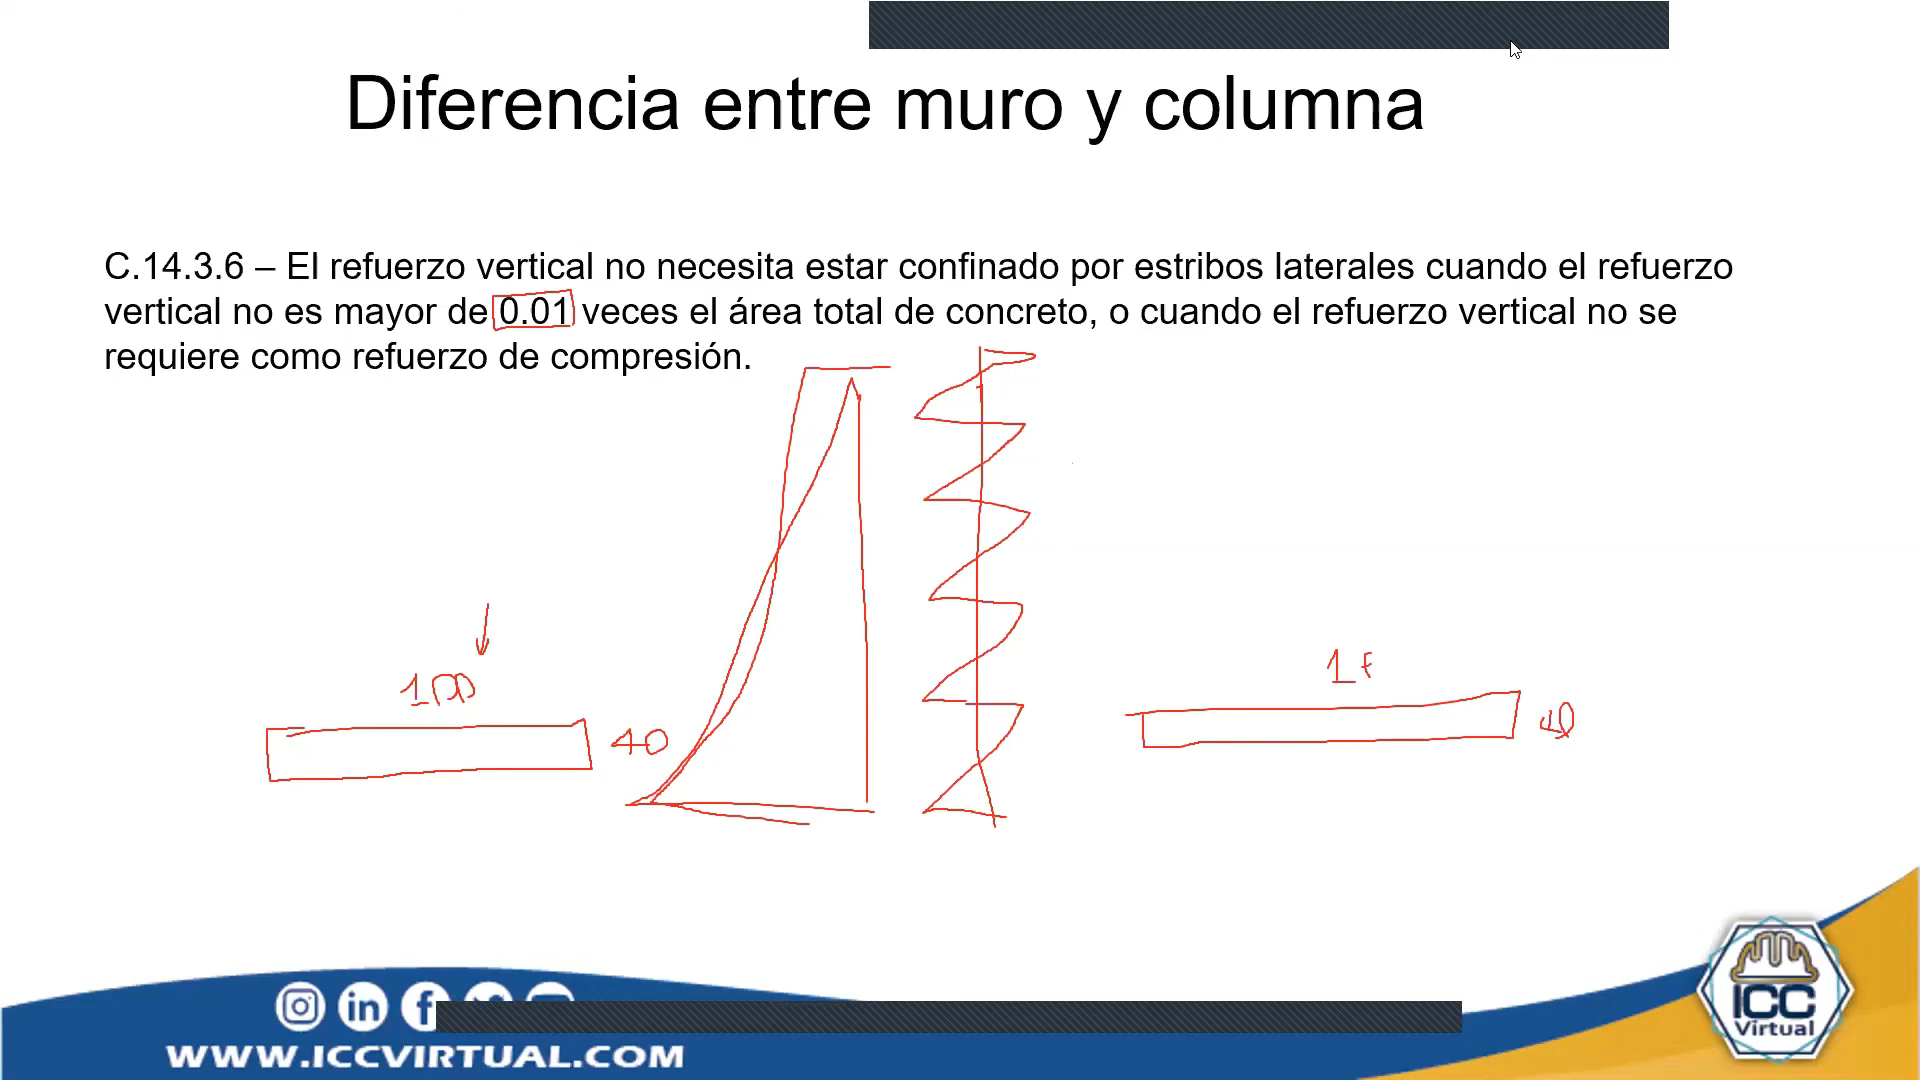 Diferencia entre muro y columna
C.14.3.6 – El refuerzo vertical no necesita estar confinado por estribos laterales cuando el refuerzo
vertical no es mayor de 0.01 veces el área total de concreto, o cuando el refuerzo vertical no se
requiere como refuerzo de compresión.
100
40
40
WWW.ICCVIRTUAL.COM
ICC
Virtual